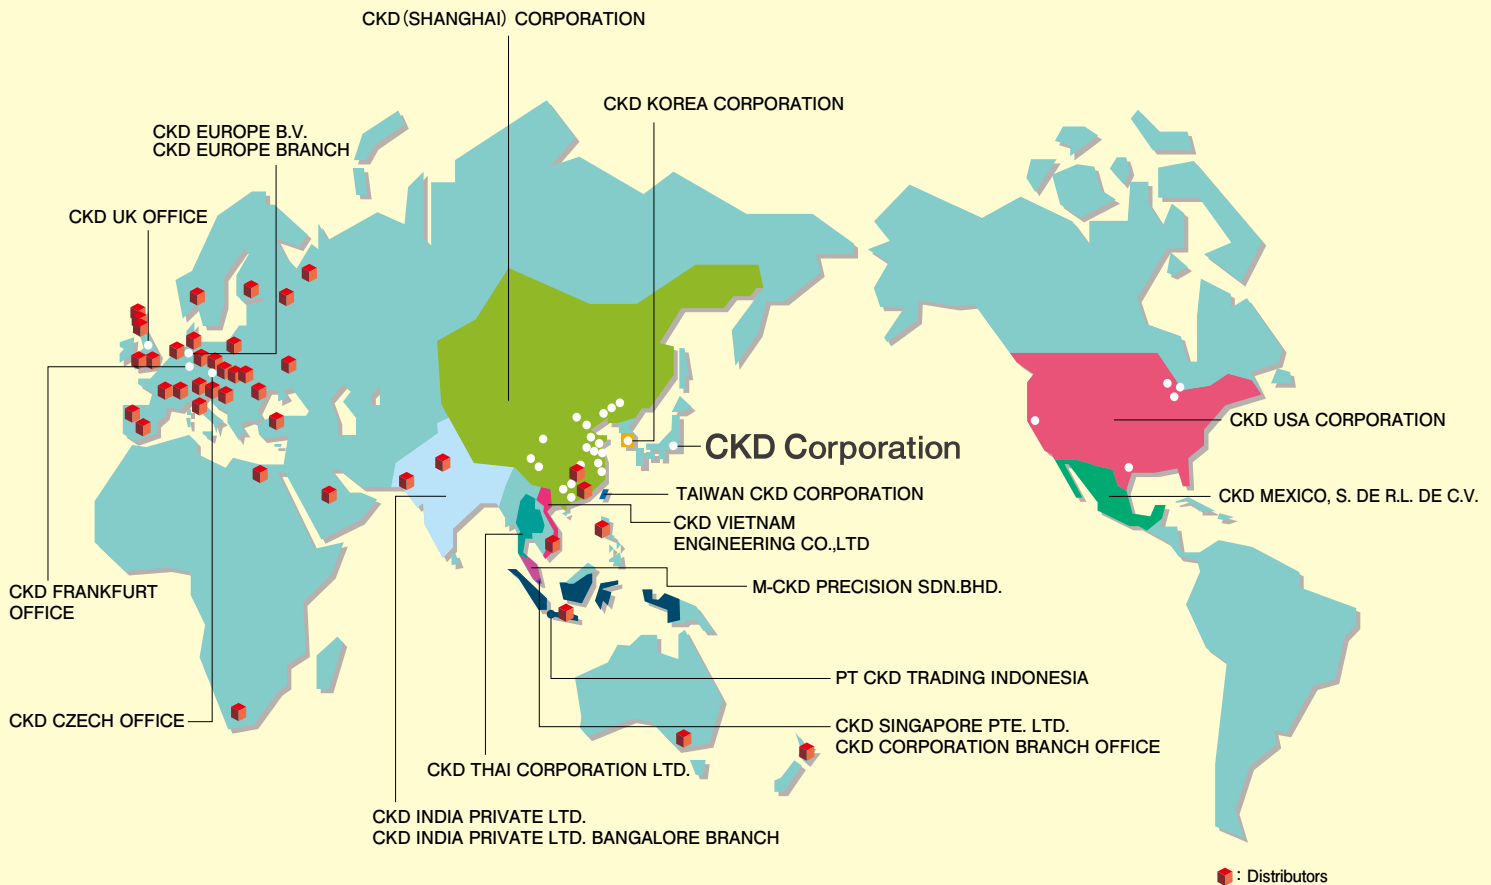 CKD(SHANGHAI) CORPORATION
CKD KOREA CORPORATION
CKD EUROPE B.V.
CKD EUROPE BRANCH
CKD UK OFFICE
CKD USA CORPORATION
CKD Corporation
TAIWAN CKD CORPORATION
CKD MEXICO, S. DE R.L. DE C.V.
CKD VIETNAM
ENGINEERING CO.,LTD
CKD FRANKFURT
OFFICE
M-CKD PRECISION SDN.BHD.
PT CKD TRADING INDONESIA
CKD CZECH OFFICE
CKD SINGAPORE PTE. LTD.
CKD CORPORATION BRANCH OFFICE
CKD THAI CORPORATION LTD.
CKD INDIA PRIVATE LTD.
CKD INDIA PRIVATE LTD. BANGALORE BRANCH
: Distributors